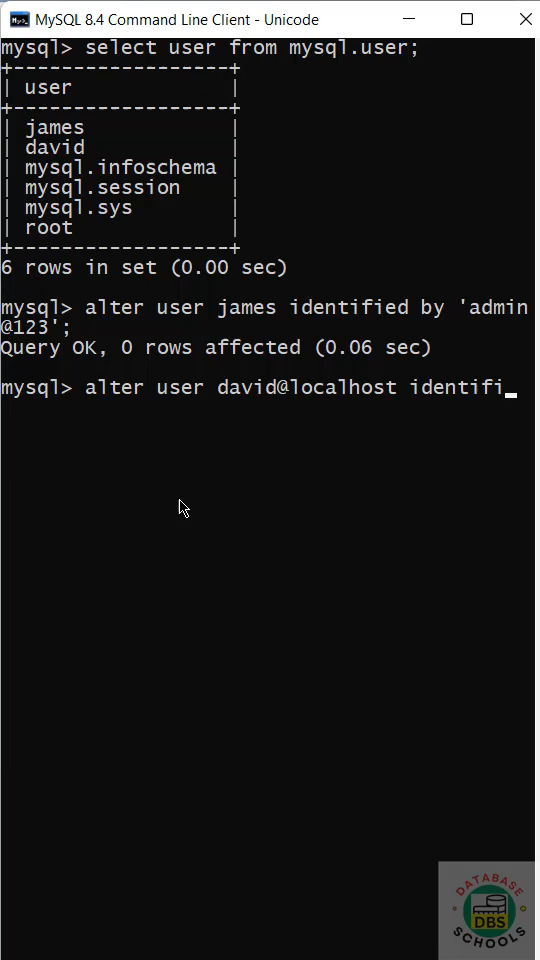 MySQL 8.4 Command Line Client - Unicode
mysql> select user from mysql.user;
+------------------+
| user             |
+------------------+
| james            |
| david            |
| mysql.infoschema |
| mysql.session    |
| mysql.sys        |
| root             |
+------------------+
6 rows in set (0.00 sec)
mysql> alter user james identified by 'admin
@123';
Query OK, 0 rows affected (0.06 sec)
mysql> alter user david@localhost identifi
DATABASE
DBS
SCHOOLS